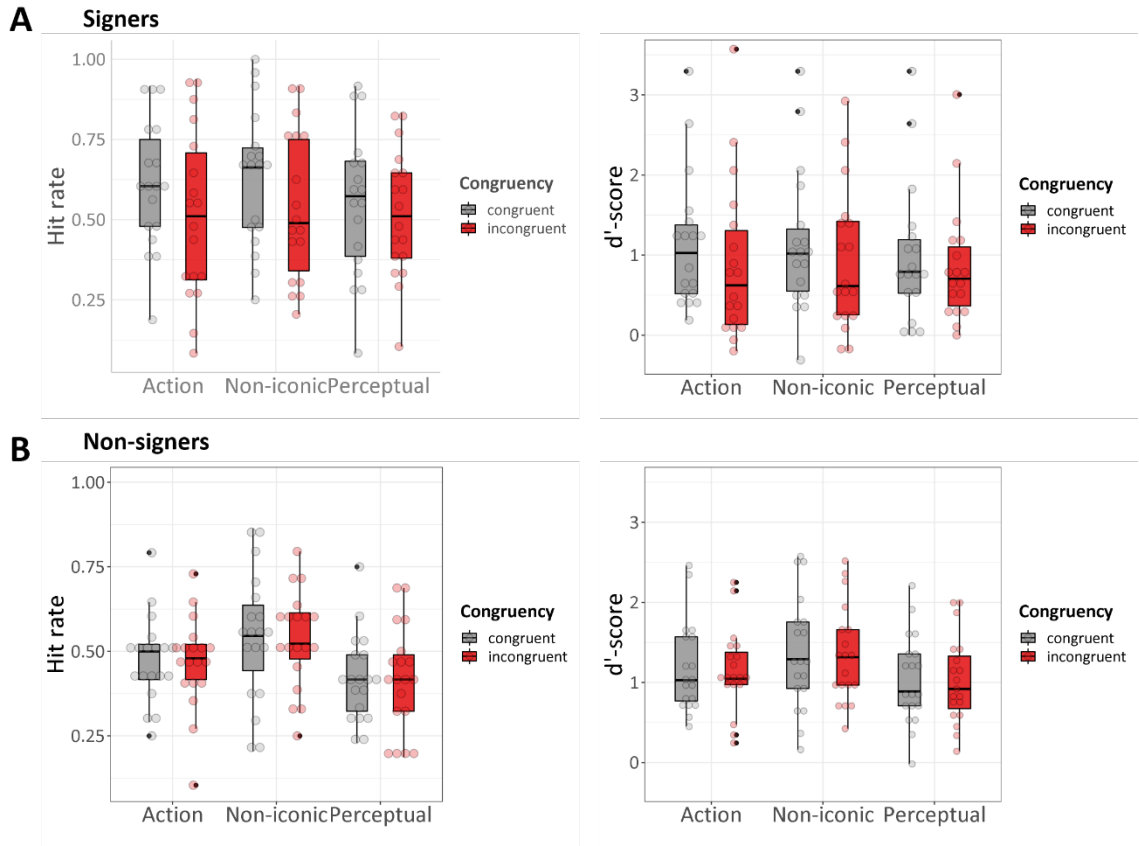 A
Signers
1.00
0.75
0.50
0.25
Hit rate
Action Non-iconic Perceptual
Congruency
congruent
incongruent
3
2
1
0
d'-score
Action Non-iconic Perceptual
Congruency
congruent
incongruent
B
Non-signers
1.00
0.75
0.50
0.25
Hit rate
Action Non-iconic Perceptual
Congruency
congruent
incongruent
3
2
1
0
d'-score
Action Non-iconic Perceptual
Congruency
congruent
incongruent